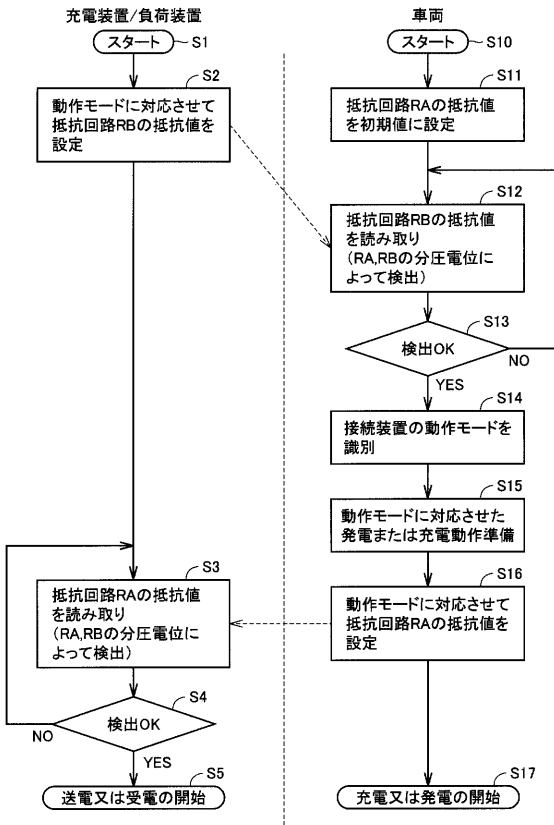 充電装置/負荷装置
スタート
S1
S2
動作モードに対応させて
抵抗回路RBの抵抗値を
設定
S3
抵抗回路RAの抵抗値
を読み取り
(RA,RBの分圧電位に
よって検出)
S4
検出OK
NO
YES
S5
送電又は受電の開始
車両
スタート
S10
S11
抵抗回路RAの抵抗値
を初期値に設定
S12
抵抗回路RBの抵抗値
を読み取り
(RA,RBの分圧電位に
よって検出)
S13
検出OK
NO
YES
S14
接続装置の動作モードを
識別
S15
動作モードに対応させた
発電または充電動作準備
S16
動作モードに対応させて
抵抗回路RAの抵抗値を
設定
S17
充電又は発電の開始